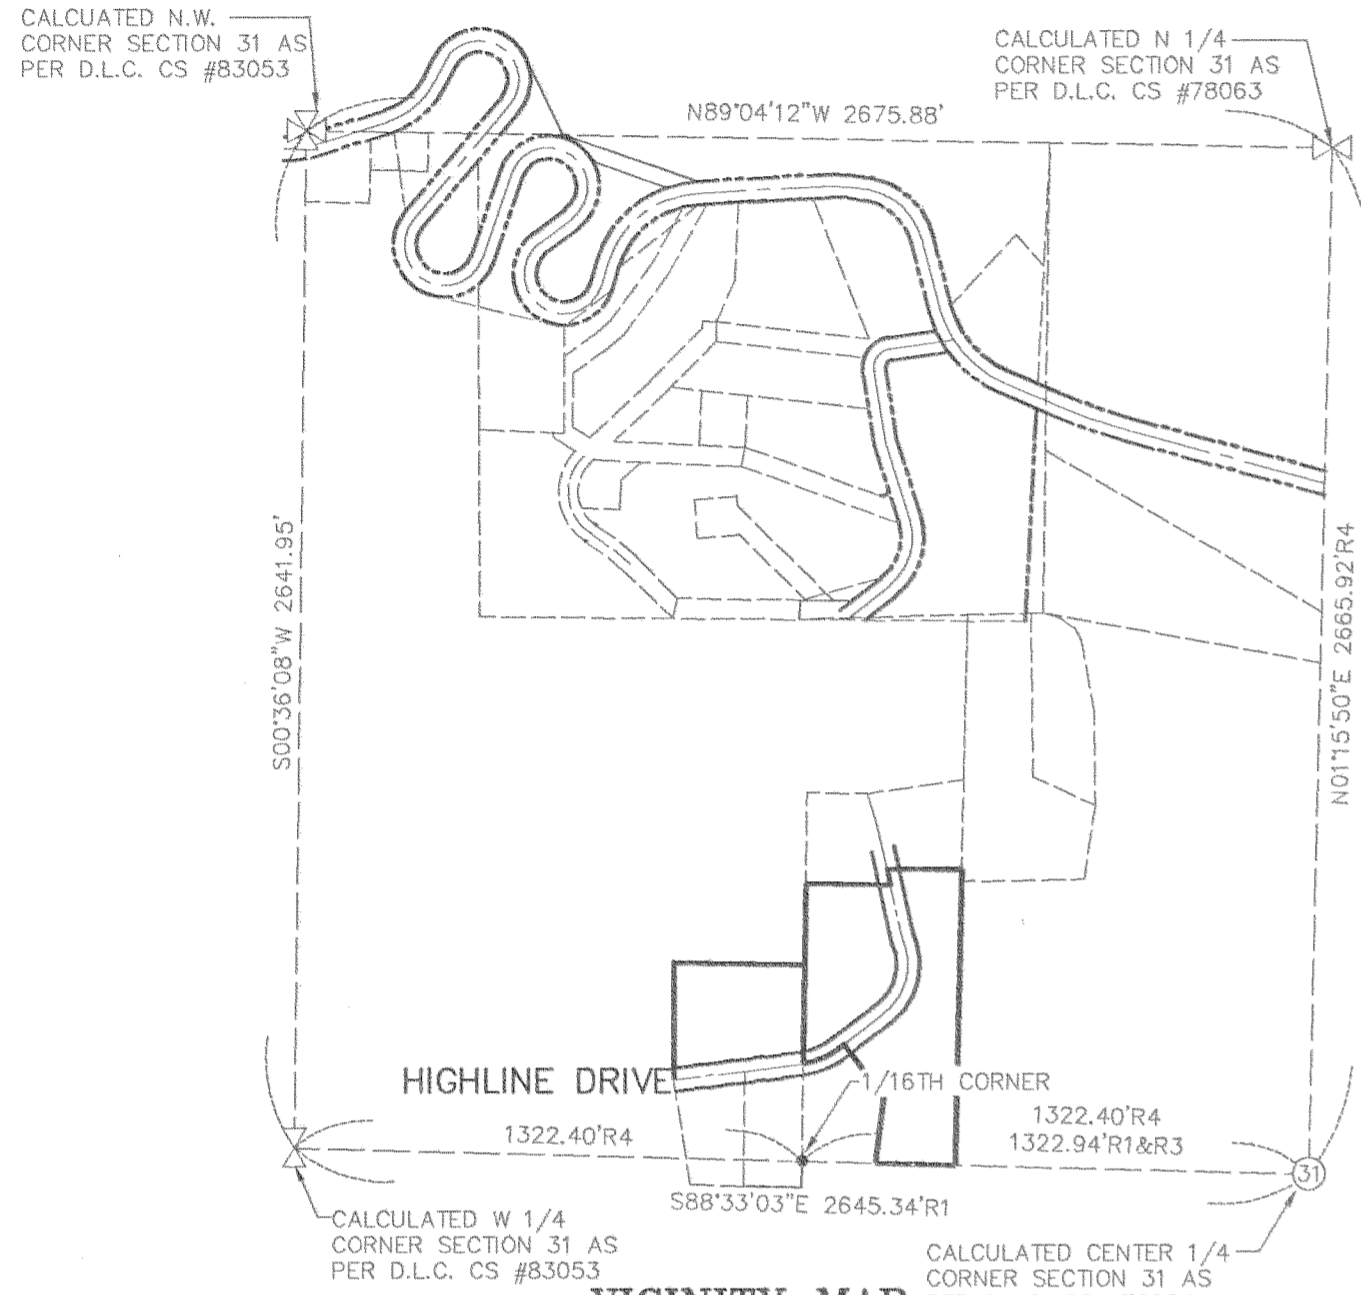 CALCUATED N.W.
CORNER SECTION 31 AS
PER D.L.C. CS #83053
CALCULATED N 1/4
CORNER SECTION 31 AS
PER D.L.C. CS #78063
N89°04'12"W 2675.88'
S00°36'08"W 2641.95'
N01°15'50"E 2665.92'R4
HIGHLINE DRIVE
1/16TH CORNER
1322.40'R4
1322.40'R4
1322.94'R1&R3
31
S88°33'03"E 2645.34'R1
CALCULATED W 1/4
CORNER SECTION 31 AS
PER D.L.C. CS #83053
CALCULATED CENTER 1/4
CORNER SECTION 31 AS
VICINITY MAP